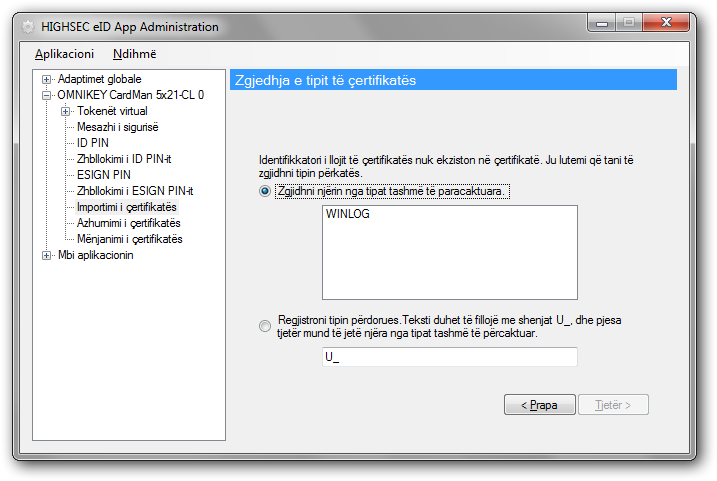 HIGHSEC eID App Administration
Aplikacioni Ndihmë
Adaptimet globale
OMNIKEY CardMan 5x21-CL 0
Tokenët virtual
Mesazhi i sigurisë
ID PIN
Zhbllokimi i ID PIN-it
ESIGN PIN
Zhbllokimi i ESIGN PIN-it
Importimi i çertifikatës
Azhurnimi i çertifikatës
Mënjanimi i çertifikatës
Mbi aplikacionin
Zgjedhja e tipit të çertifikatës
Identifikkatori i llojit të çertifikatës nuk ekziston në çertifikatë. Ju lutemi që tani të
zgjidhni tipin përkatës.
Zgjidhni njërin nga tipat tashmë të paracaktuara.
WINLOG
Regjistroni tipin përdorues.Teksti duhet të fillojë me shenjat U_, dhe pjesa
tjetër mund të jetë njëra nga tipat tashmë të përcaktuar.
U_
< Prapa
Tjetër >